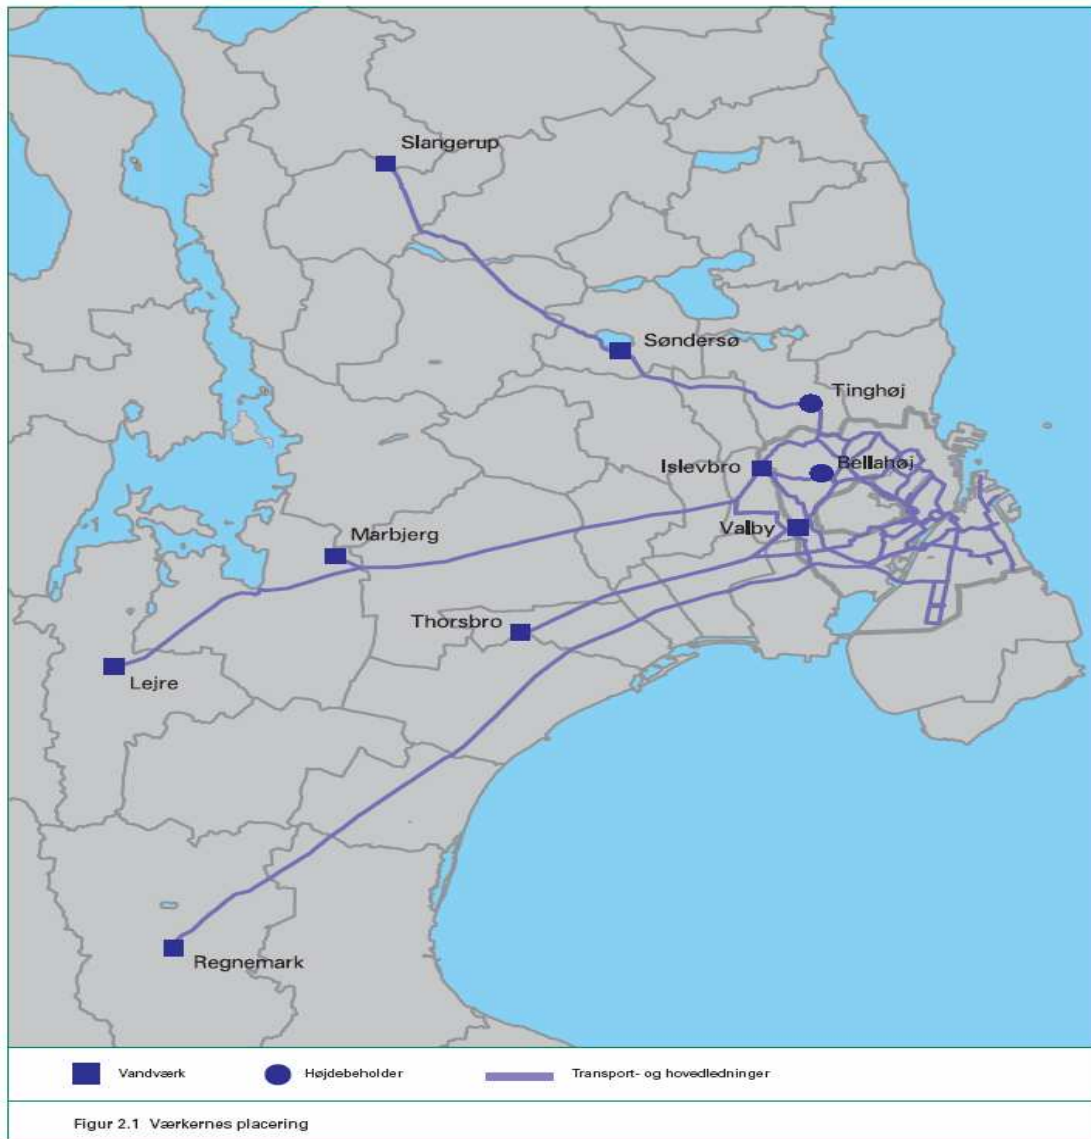 Slangerup
Søndersø
Tinghøj
Islevbro
Bellahøj
Valby
Marbjerg
Thorsbro
Lejre
Regnemark
Vandværk
Højdebeholder
Transport- og hovedledninger
Figur 2.1 Værkernes placering